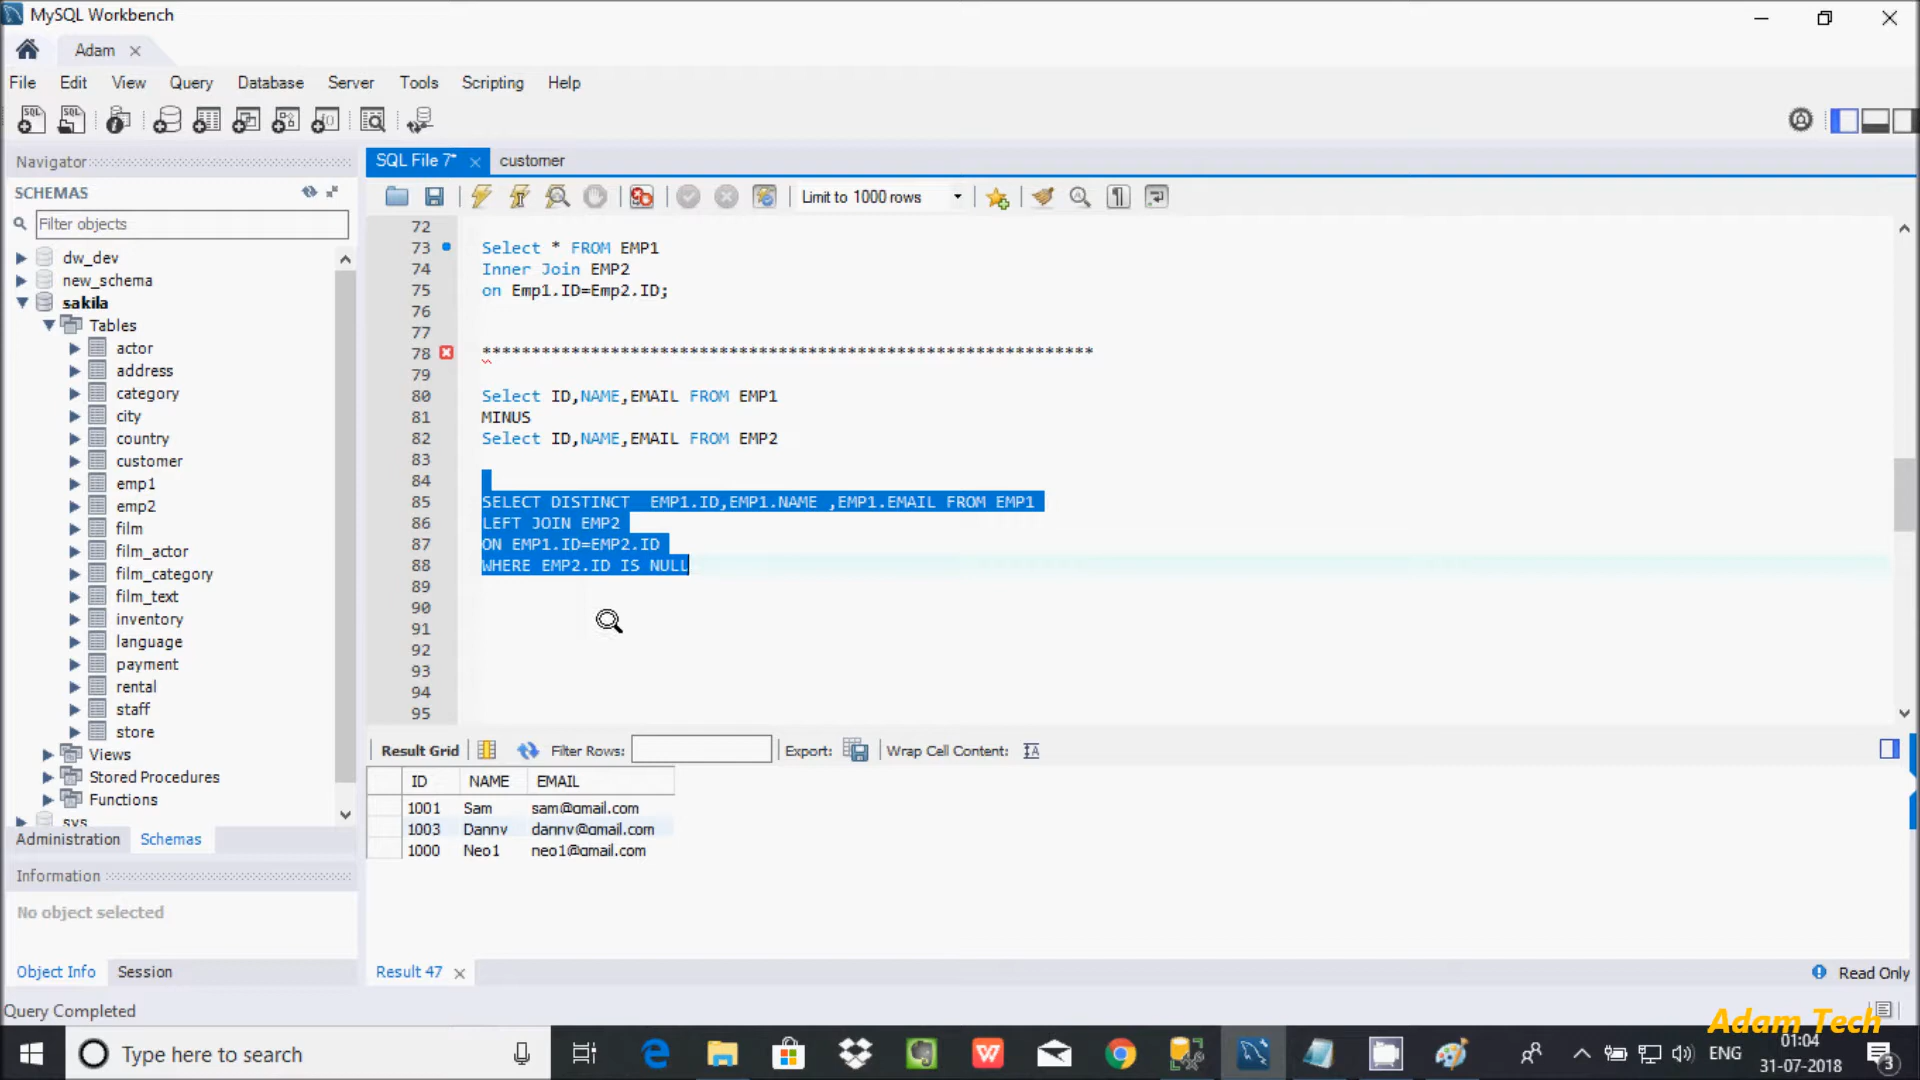 MySQL Workbench
Adam
File Edit View Query Database Server Tools Scripting Help
Navigator
SCHEMAS
Filter objects
dw_dev
new_schema
sakila
Tables
actor
address
category
city
country
customer
emp1
emp2
film
film_actor
film_category
film_text
inventory
language
payment
rental
staff
store
Views
Stored Procedures
Functions
sys
Administration Schemas
Information
No object selected
Object Info Session
Query Completed
SQL File 7* customer
Limit to 1000 rows
72
73 Select * FROM EMP1
74 Inner Join EMP2
75 on Emp1.ID=Emp2.ID;
76
77
78 **************************************************************
79
80 Select ID,NAME,EMAIL FROM EMP1
81 MINUS
82 Select ID,NAME,EMAIL FROM EMP2
83
84
85 SELECT DISTINCT  EMP1.ID,EMP1.NAME ,EMP1.EMAIL FROM EMP1
86 LEFT JOIN EMP2
87 ON EMP1.ID=EMP2.ID
88 WHERE EMP2.ID IS NULL
89
90
91
92
93
94
95
Result Grid Filter Rows: Export: Wrap Cell Content:
ID NAME EMAIL
1001 Sam sam@gmail.com
1003 Danny danny@gmail.com
1000 Neo1 neo1@gmail.com
Result 47
Read Only
Adam Tech
Type here to search
ENG
01:04
31-07-2018
3